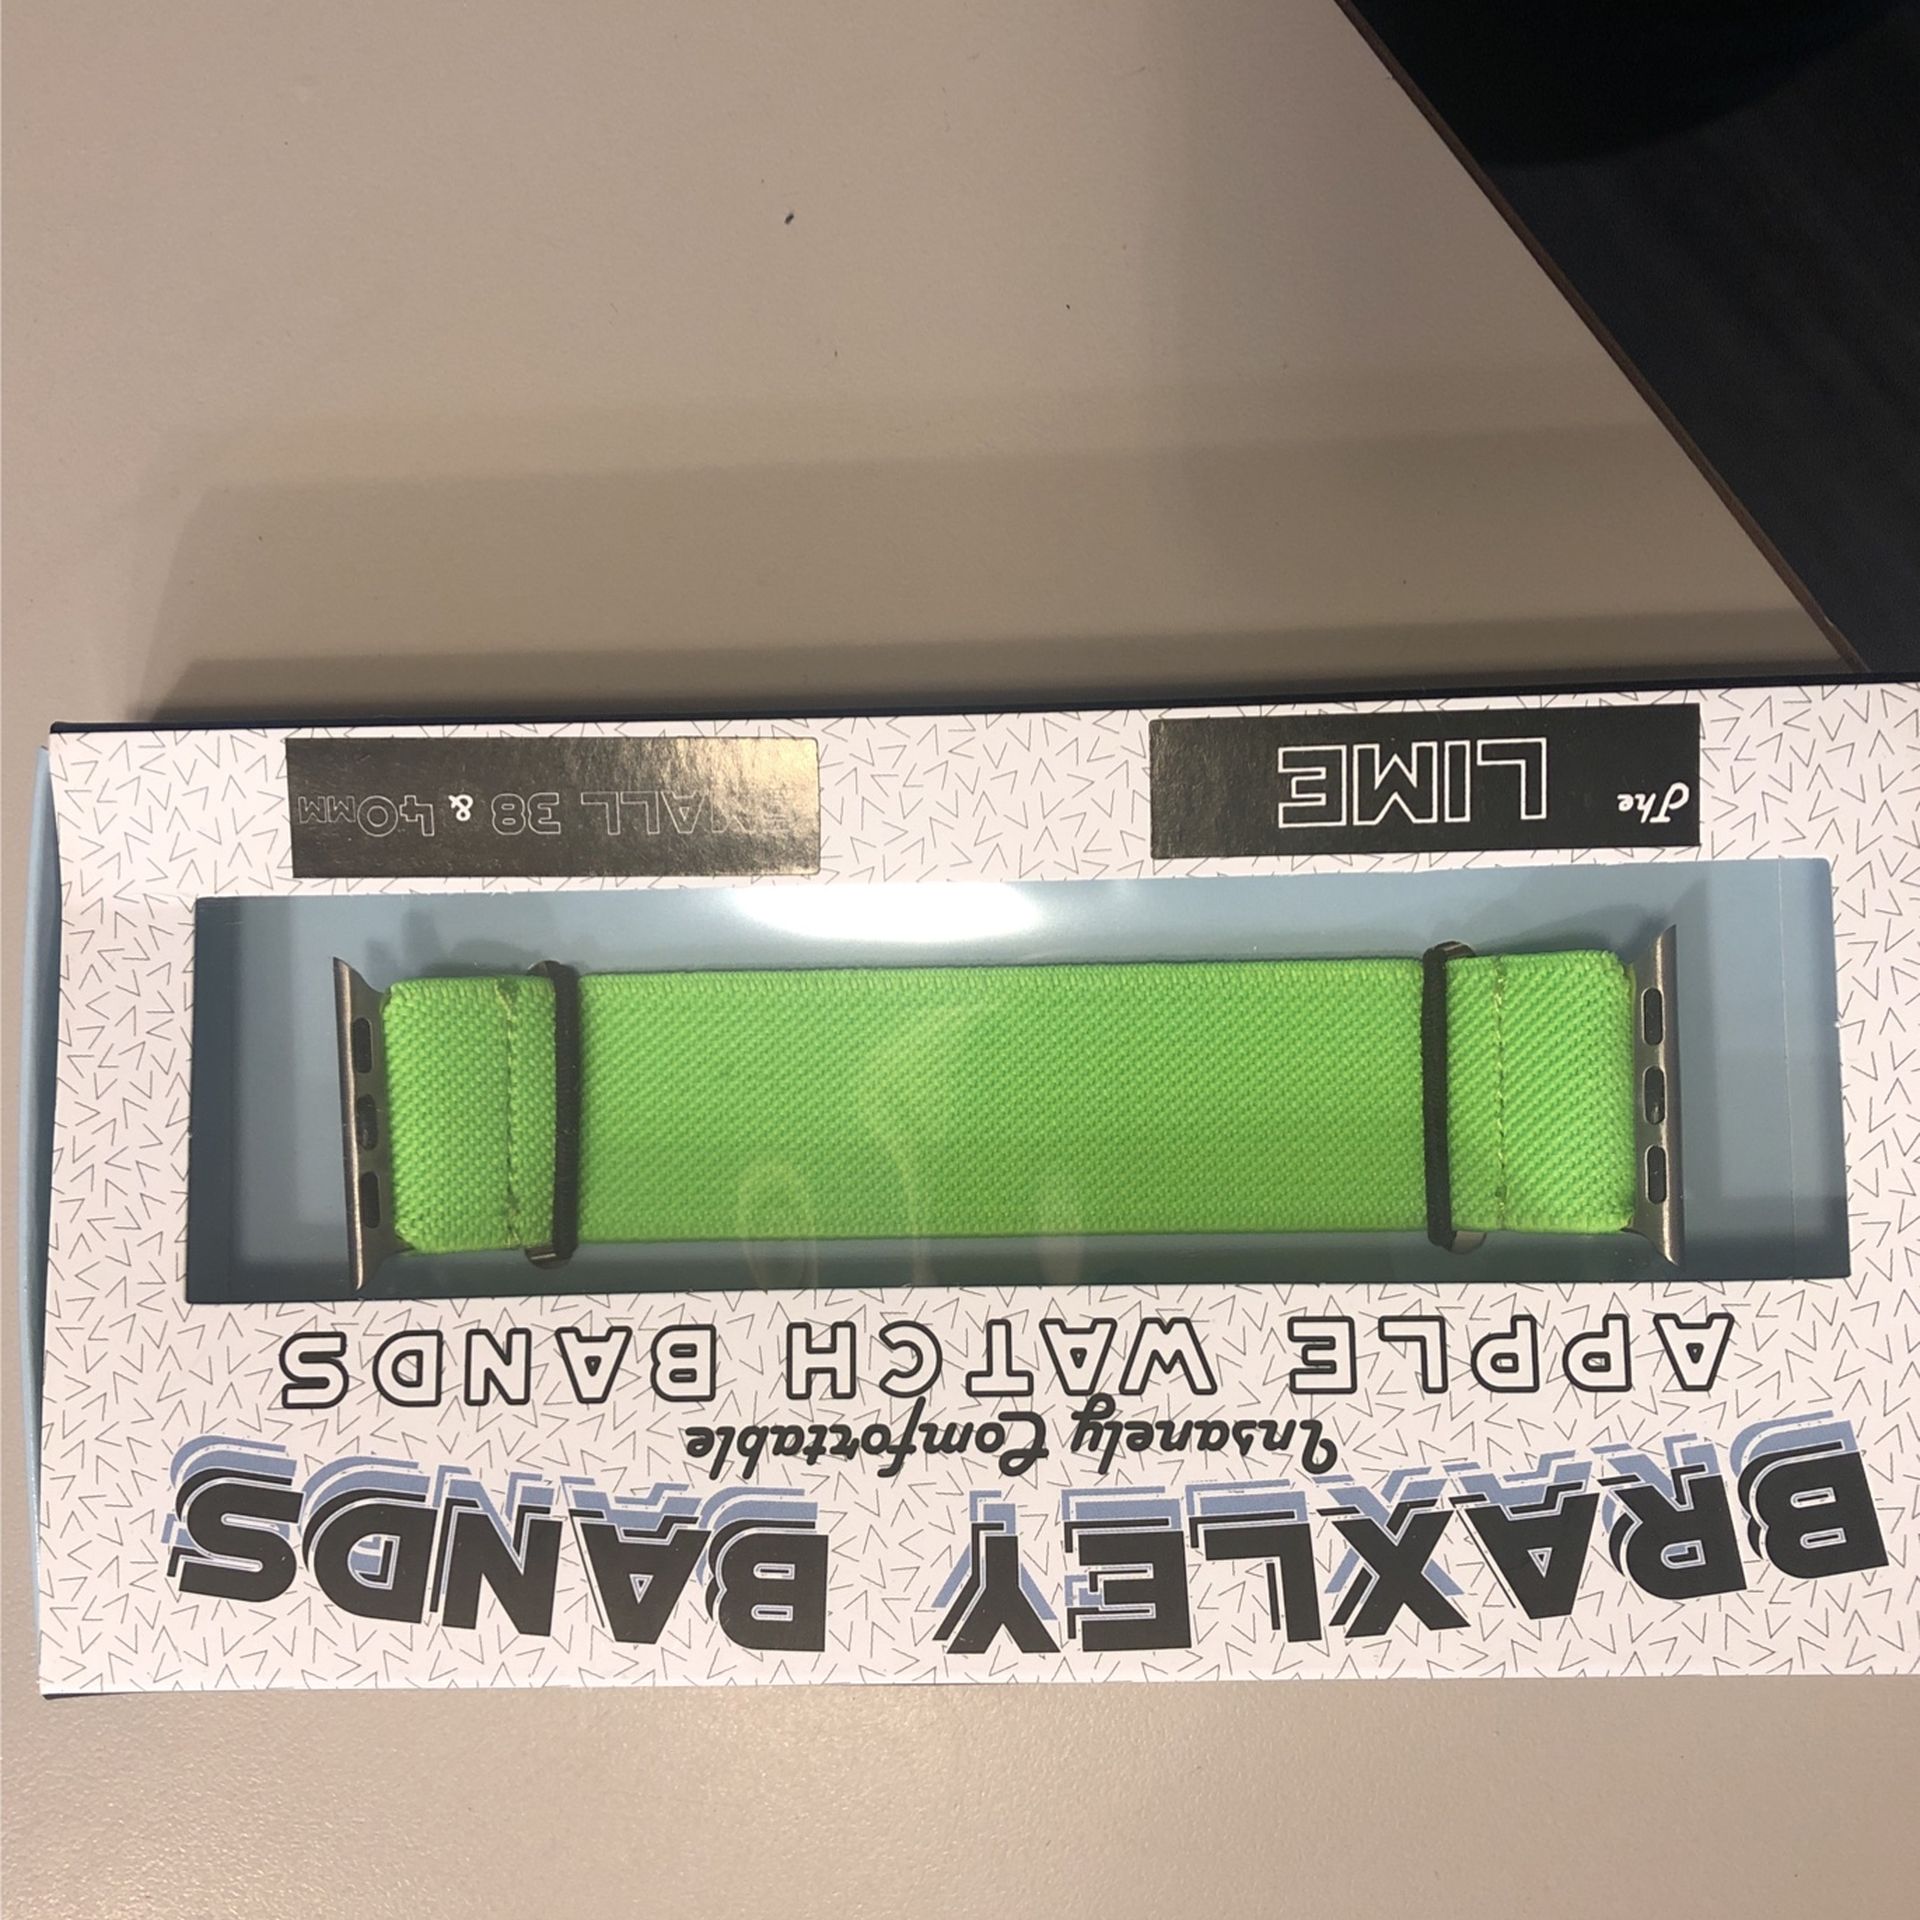 BRAXLEY BANDS
Insanely Comfortable
APPLE WATCH BANDS
The LIME
SMALL 38 & 40MM